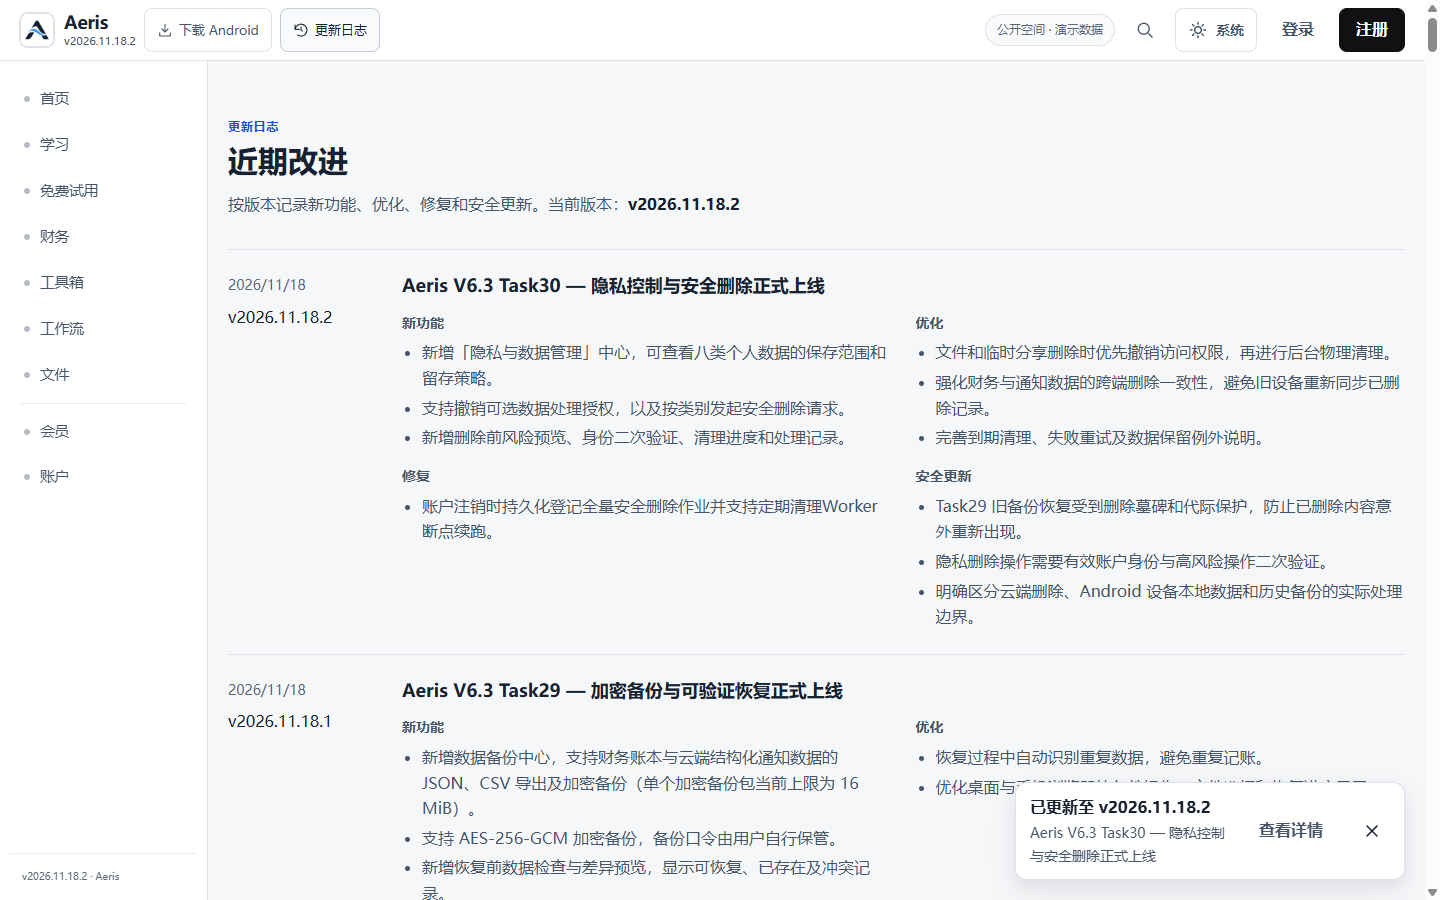 Aeris
v2026.11.18.2
下载 Android
更新日志
公开空间 · 演示数据
系统
登录
注册
首页
学习
免费试用
财务
工具箱
工作流
文件
会员
账户
v2026.11.18.2 · Aeris
更新日志
近期改进
按版本记录新功能、优化、修复和安全更新。当前版本：v2026.11.18.2
2026/11/18
v2026.11.18.2
Aeris V6.3 Task30 — 隐私控制与安全删除正式上线
新功能
新增「隐私与数据管理」中心，可查看八类个人数据的保存范围和
留存策略。
支持撤销可选数据处理授权，以及按类别发起安全删除请求。
新增删除前风险预览、身份二次验证、清理进度和处理记录。
优化
文件和临时分享删除时优先撤销访问权限，再进行后台物理清理。
强化财务与通知数据的跨端删除一致性，避免旧设备重新同步已删
除记录。
完善到期清理、失败重试及数据保留例外说明。
修复
账户注销时持久化登记全量安全删除作业并支持定期清理Worker
断点续跑。
安全更新
Task29 旧备份恢复受到删除墓碑和代际保护，防止已删除内容意
外重新出现。
隐私删除操作需要有效账户身份与高风险操作二次验证。
明确区分云端删除、Android 设备本地数据和历史备份的实际处理
边界。
2026/11/18
v2026.11.18.1
Aeris V6.3 Task29 — 加密备份与可验证恢复正式上线
新功能
新增数据备份中心，支持财务账本与云端结构化通知数据的
JSON、CSV 导出及加密备份（单个加密备份包当前上限为 16
MiB）。
支持 AES-256-GCM 加密备份，备份口令由用户自行保管。
新增恢复前数据检查与差异预览，显示可恢复、已存在及冲突记
录。
优化
恢复过程中自动识别重复数据，避免重复记账。
优化桌面与
已更新至 v2026.11.18.2
Aeris V6.3 Task30 — 隐私控制
与安全删除正式上线
查看详情